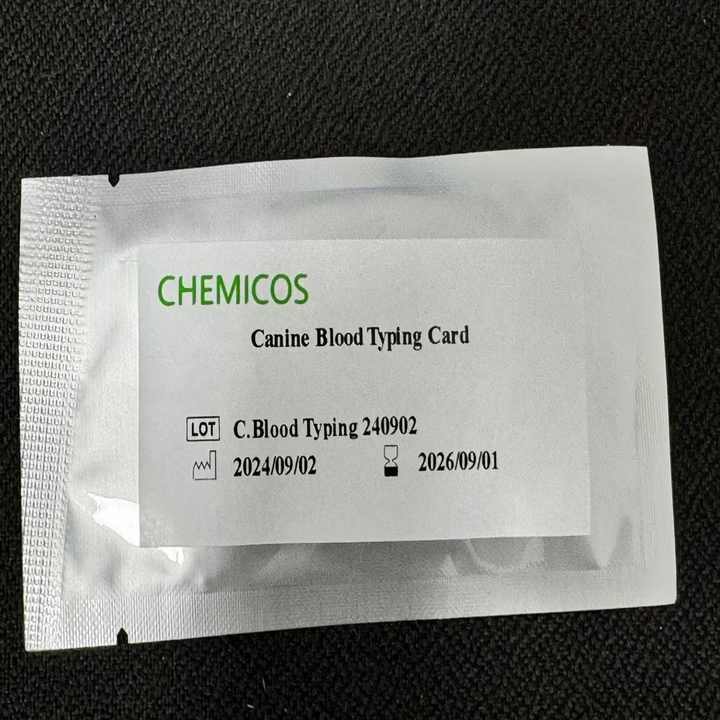 CHEMICOS
Canine Blood Typing Card
LOT C.Blood Typing 240902
2024/09/02 2026/09/01